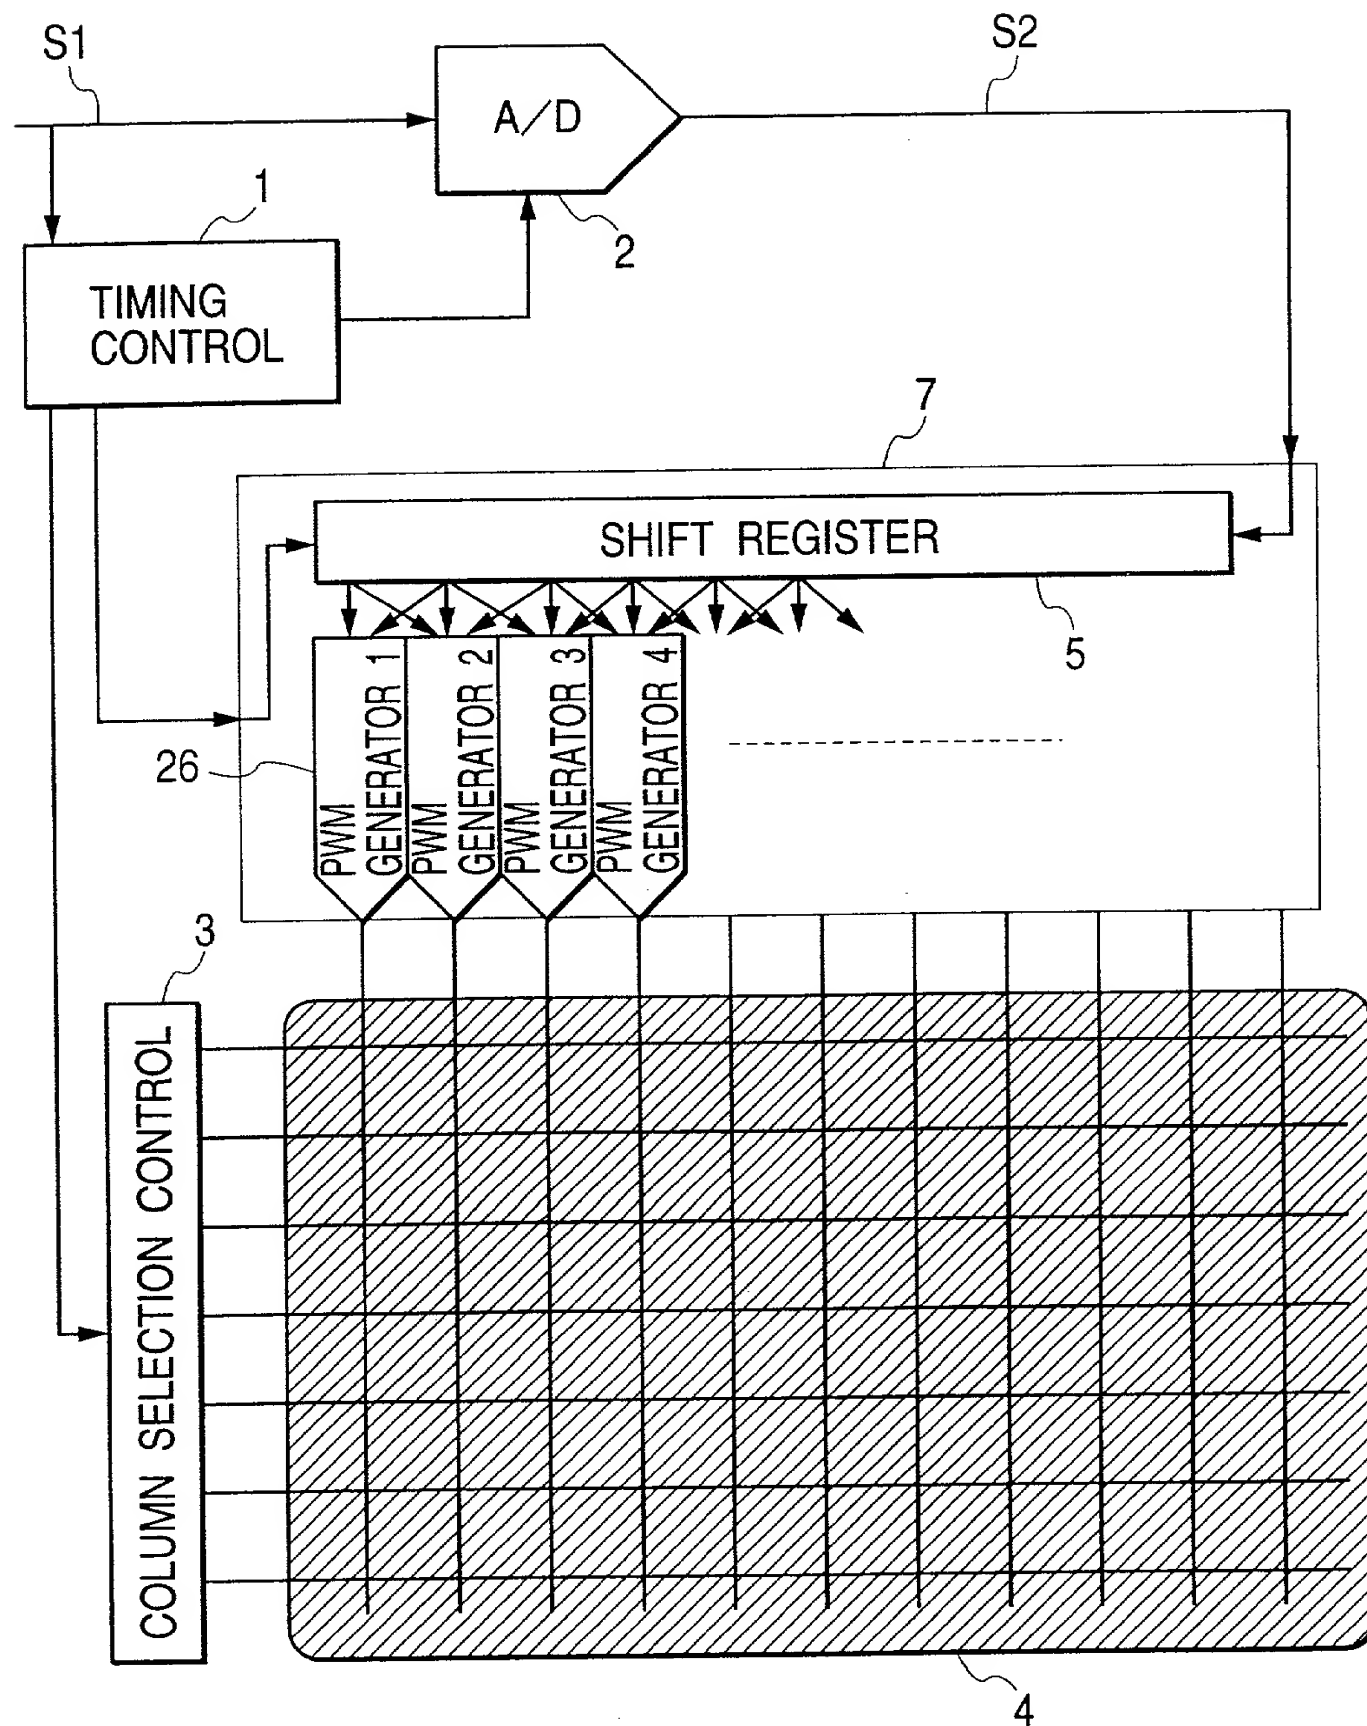 S1
S2
A/D
1
2
TIMING
CONTROL
7
SHIFT REGISTER
5
PWM
GENERATOR 1
PWM
GENERATOR 2
PWM
GENERATOR 3
PWM
GENERATOR 4
26
3
COLUMN SELECTION CONTROL
4